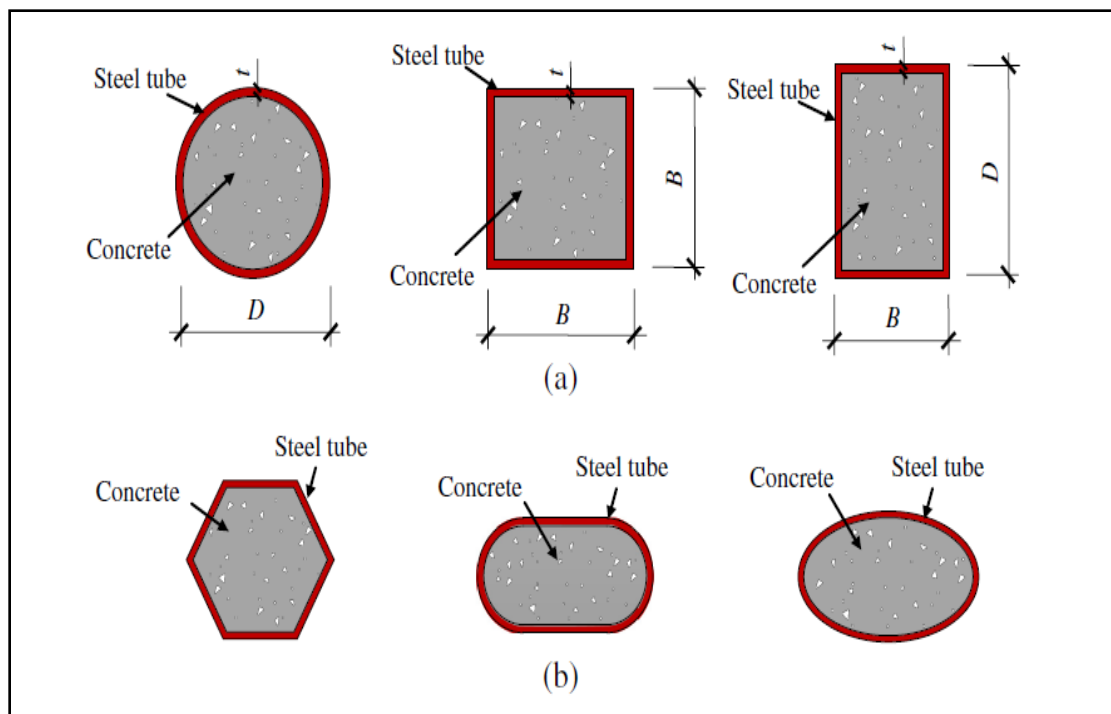 Steel tube
t
Concrete
D
Steel tube
t
Concrete
B
B
Steel tube
t
Concrete
D
B
(a)
Concrete
Steel tube
Concrete
Steel tube
Concrete
Steel tube
(b)